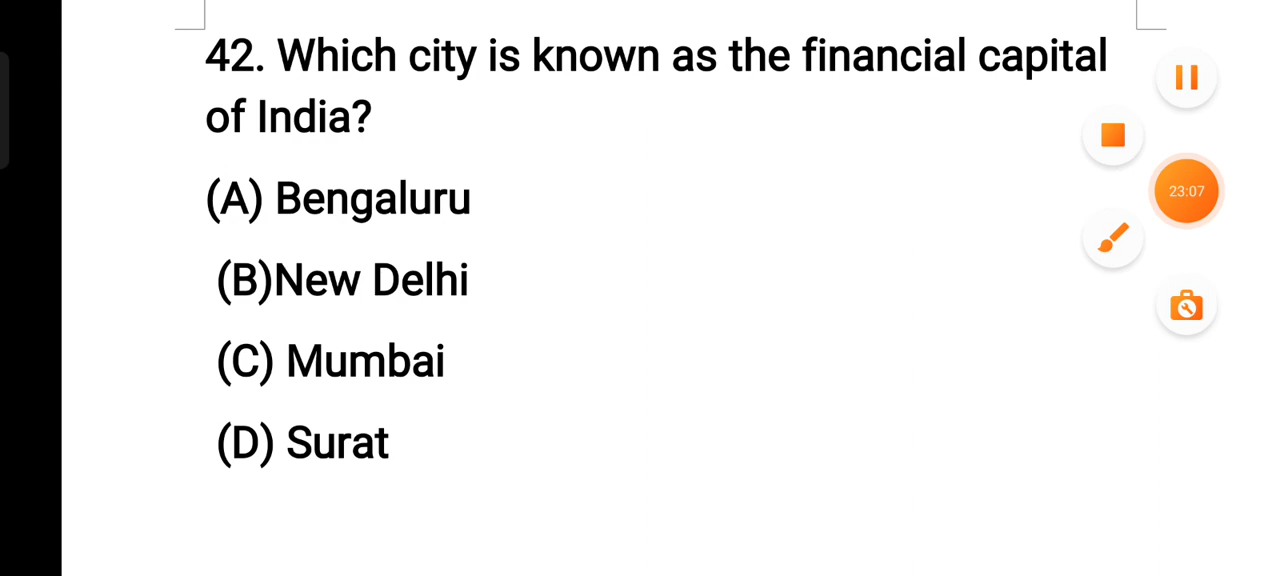 42. Which city is known as the financial capital
of India?
(A) Bengaluru
(B)New Delhi
(C) Mumbai
(D) Surat
23:07